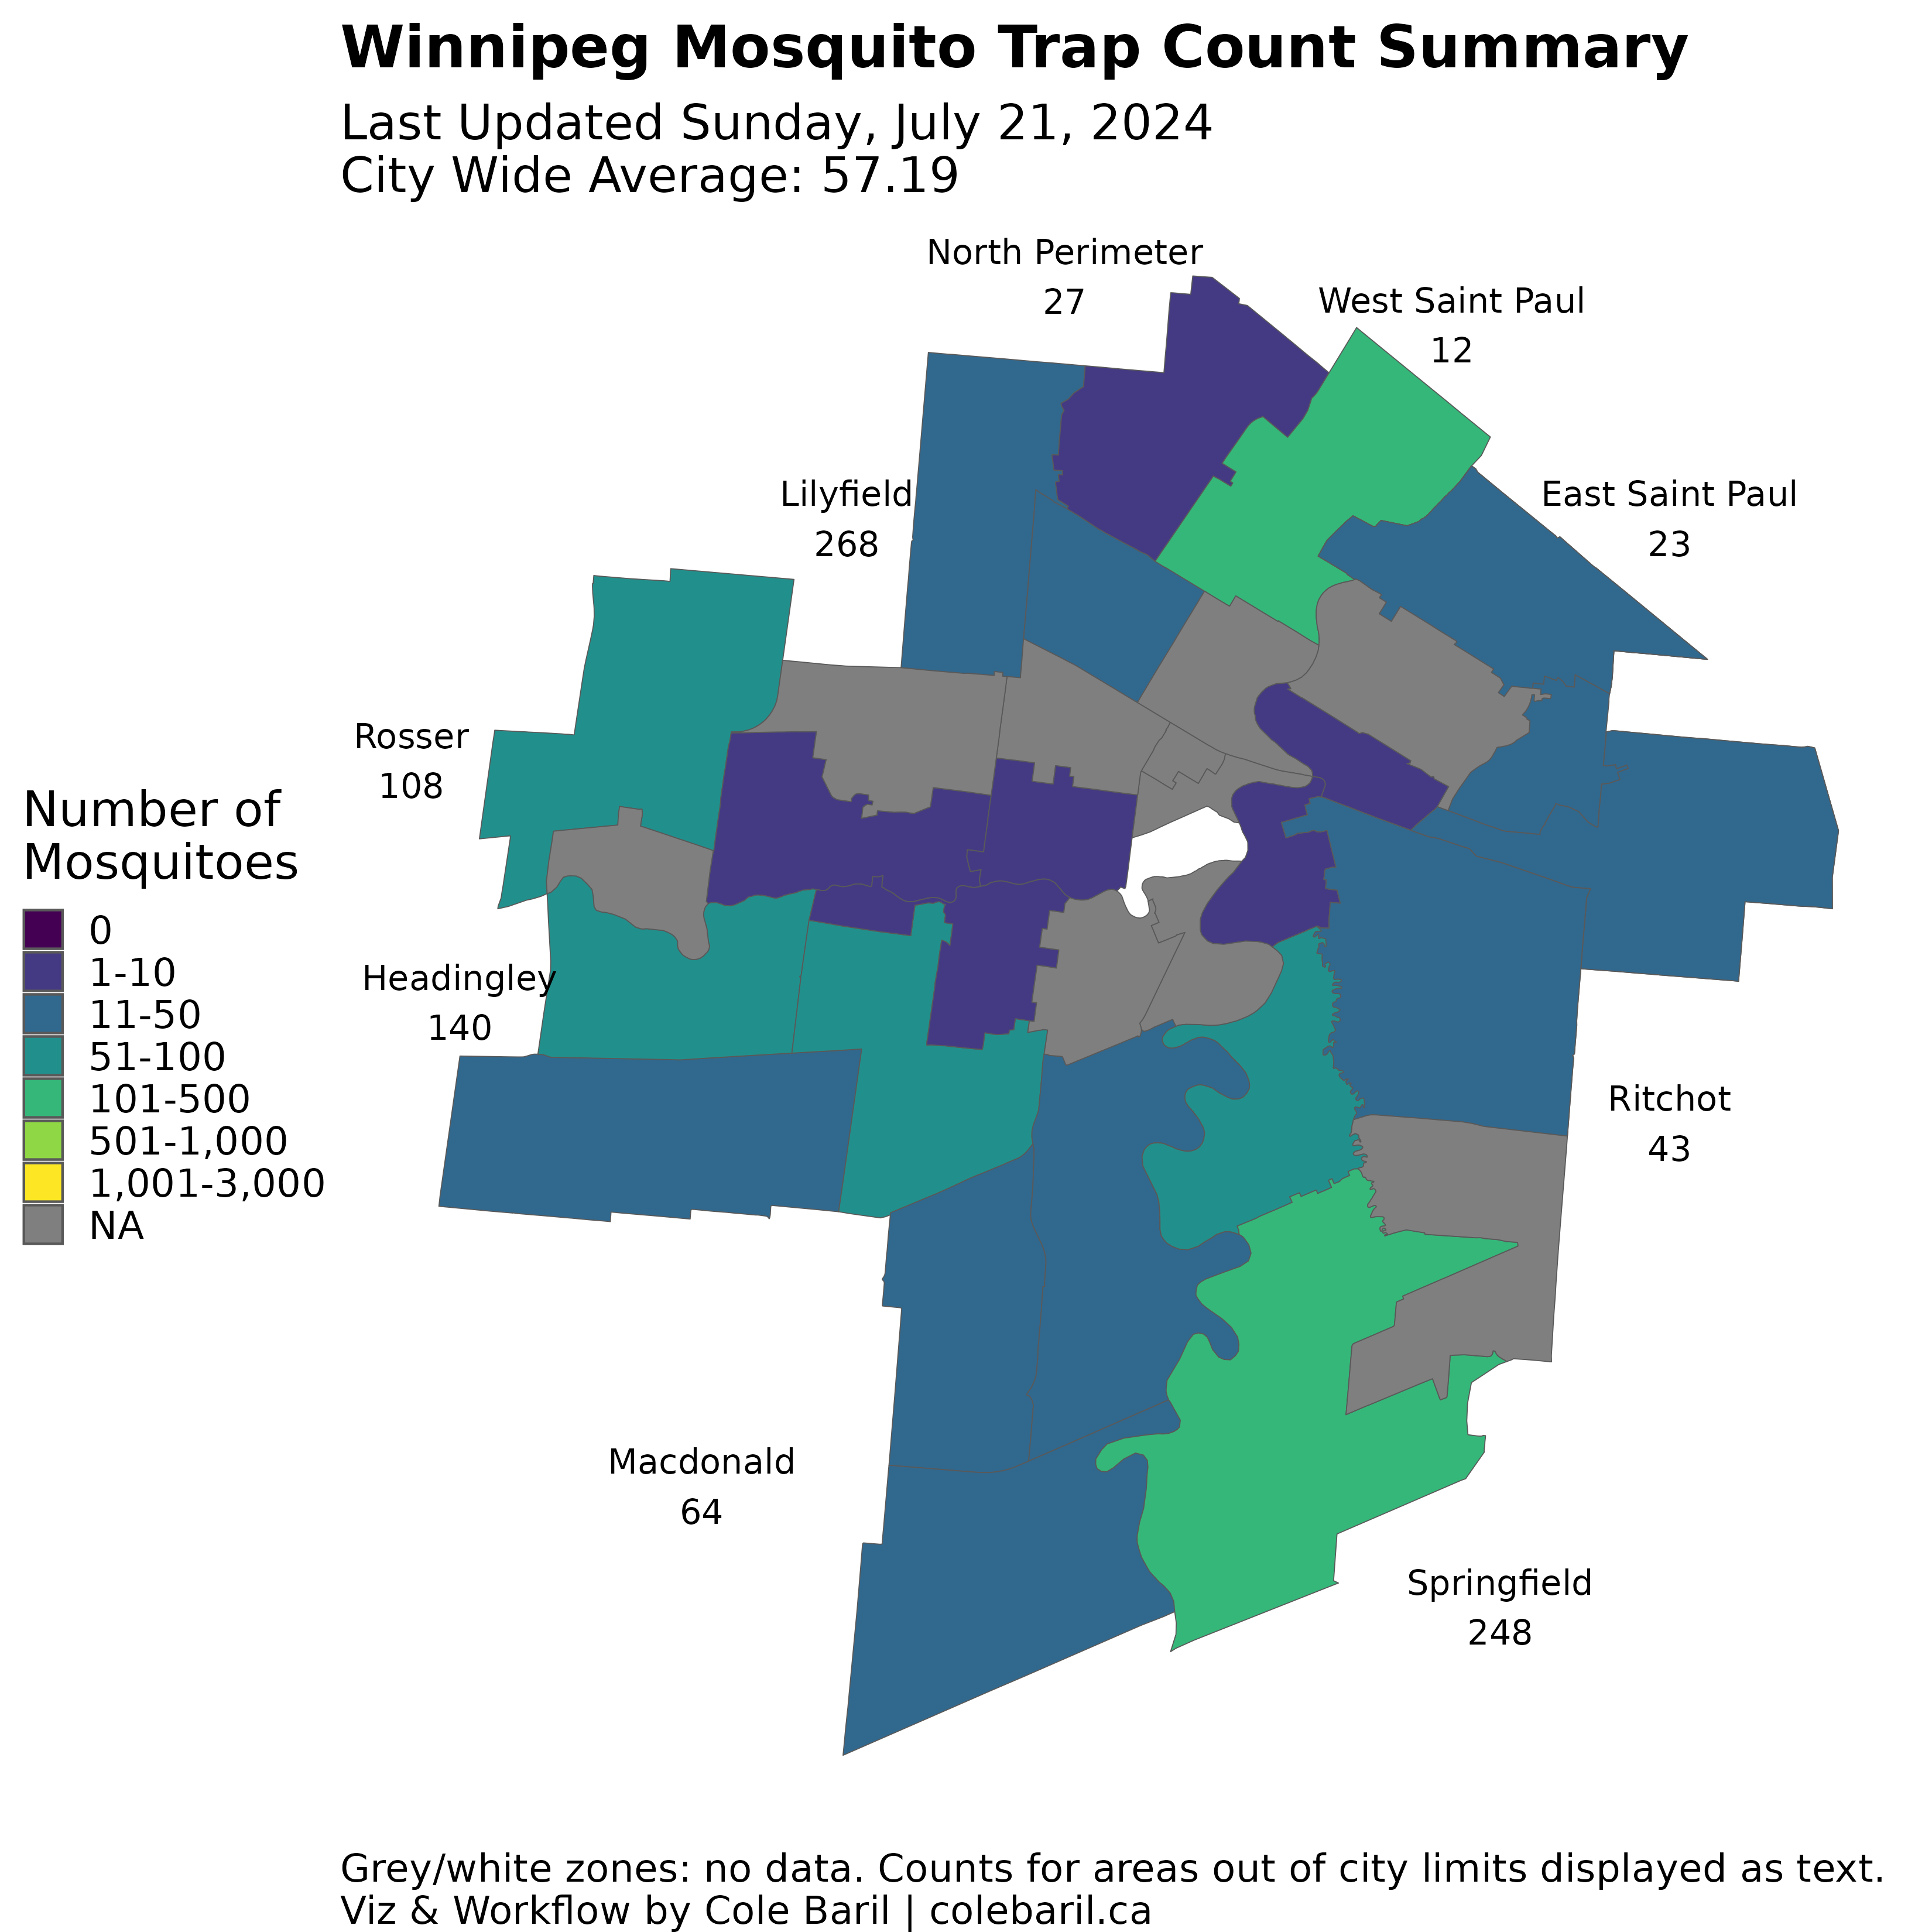 Winnipeg Mosquito Trap Count Summary
Last Updated Sunday, July 21, 2024
City Wide Average: 57.19
North Perimeter
27
West Saint Paul
12
Lilyfield
268
East Saint Paul
23
Rosser
108
Number of
Mosquitoes
0
1-10
11-50
51-100
101-500
501-1,000
1,001-3,000
NA
Headingley
140
Ritchot
43
Macdonald
64
Springfield
248
Grey/white zones: no data. Counts for areas out of city limits displayed as text.
Viz & Workflow by Cole Baril | colebaril.ca